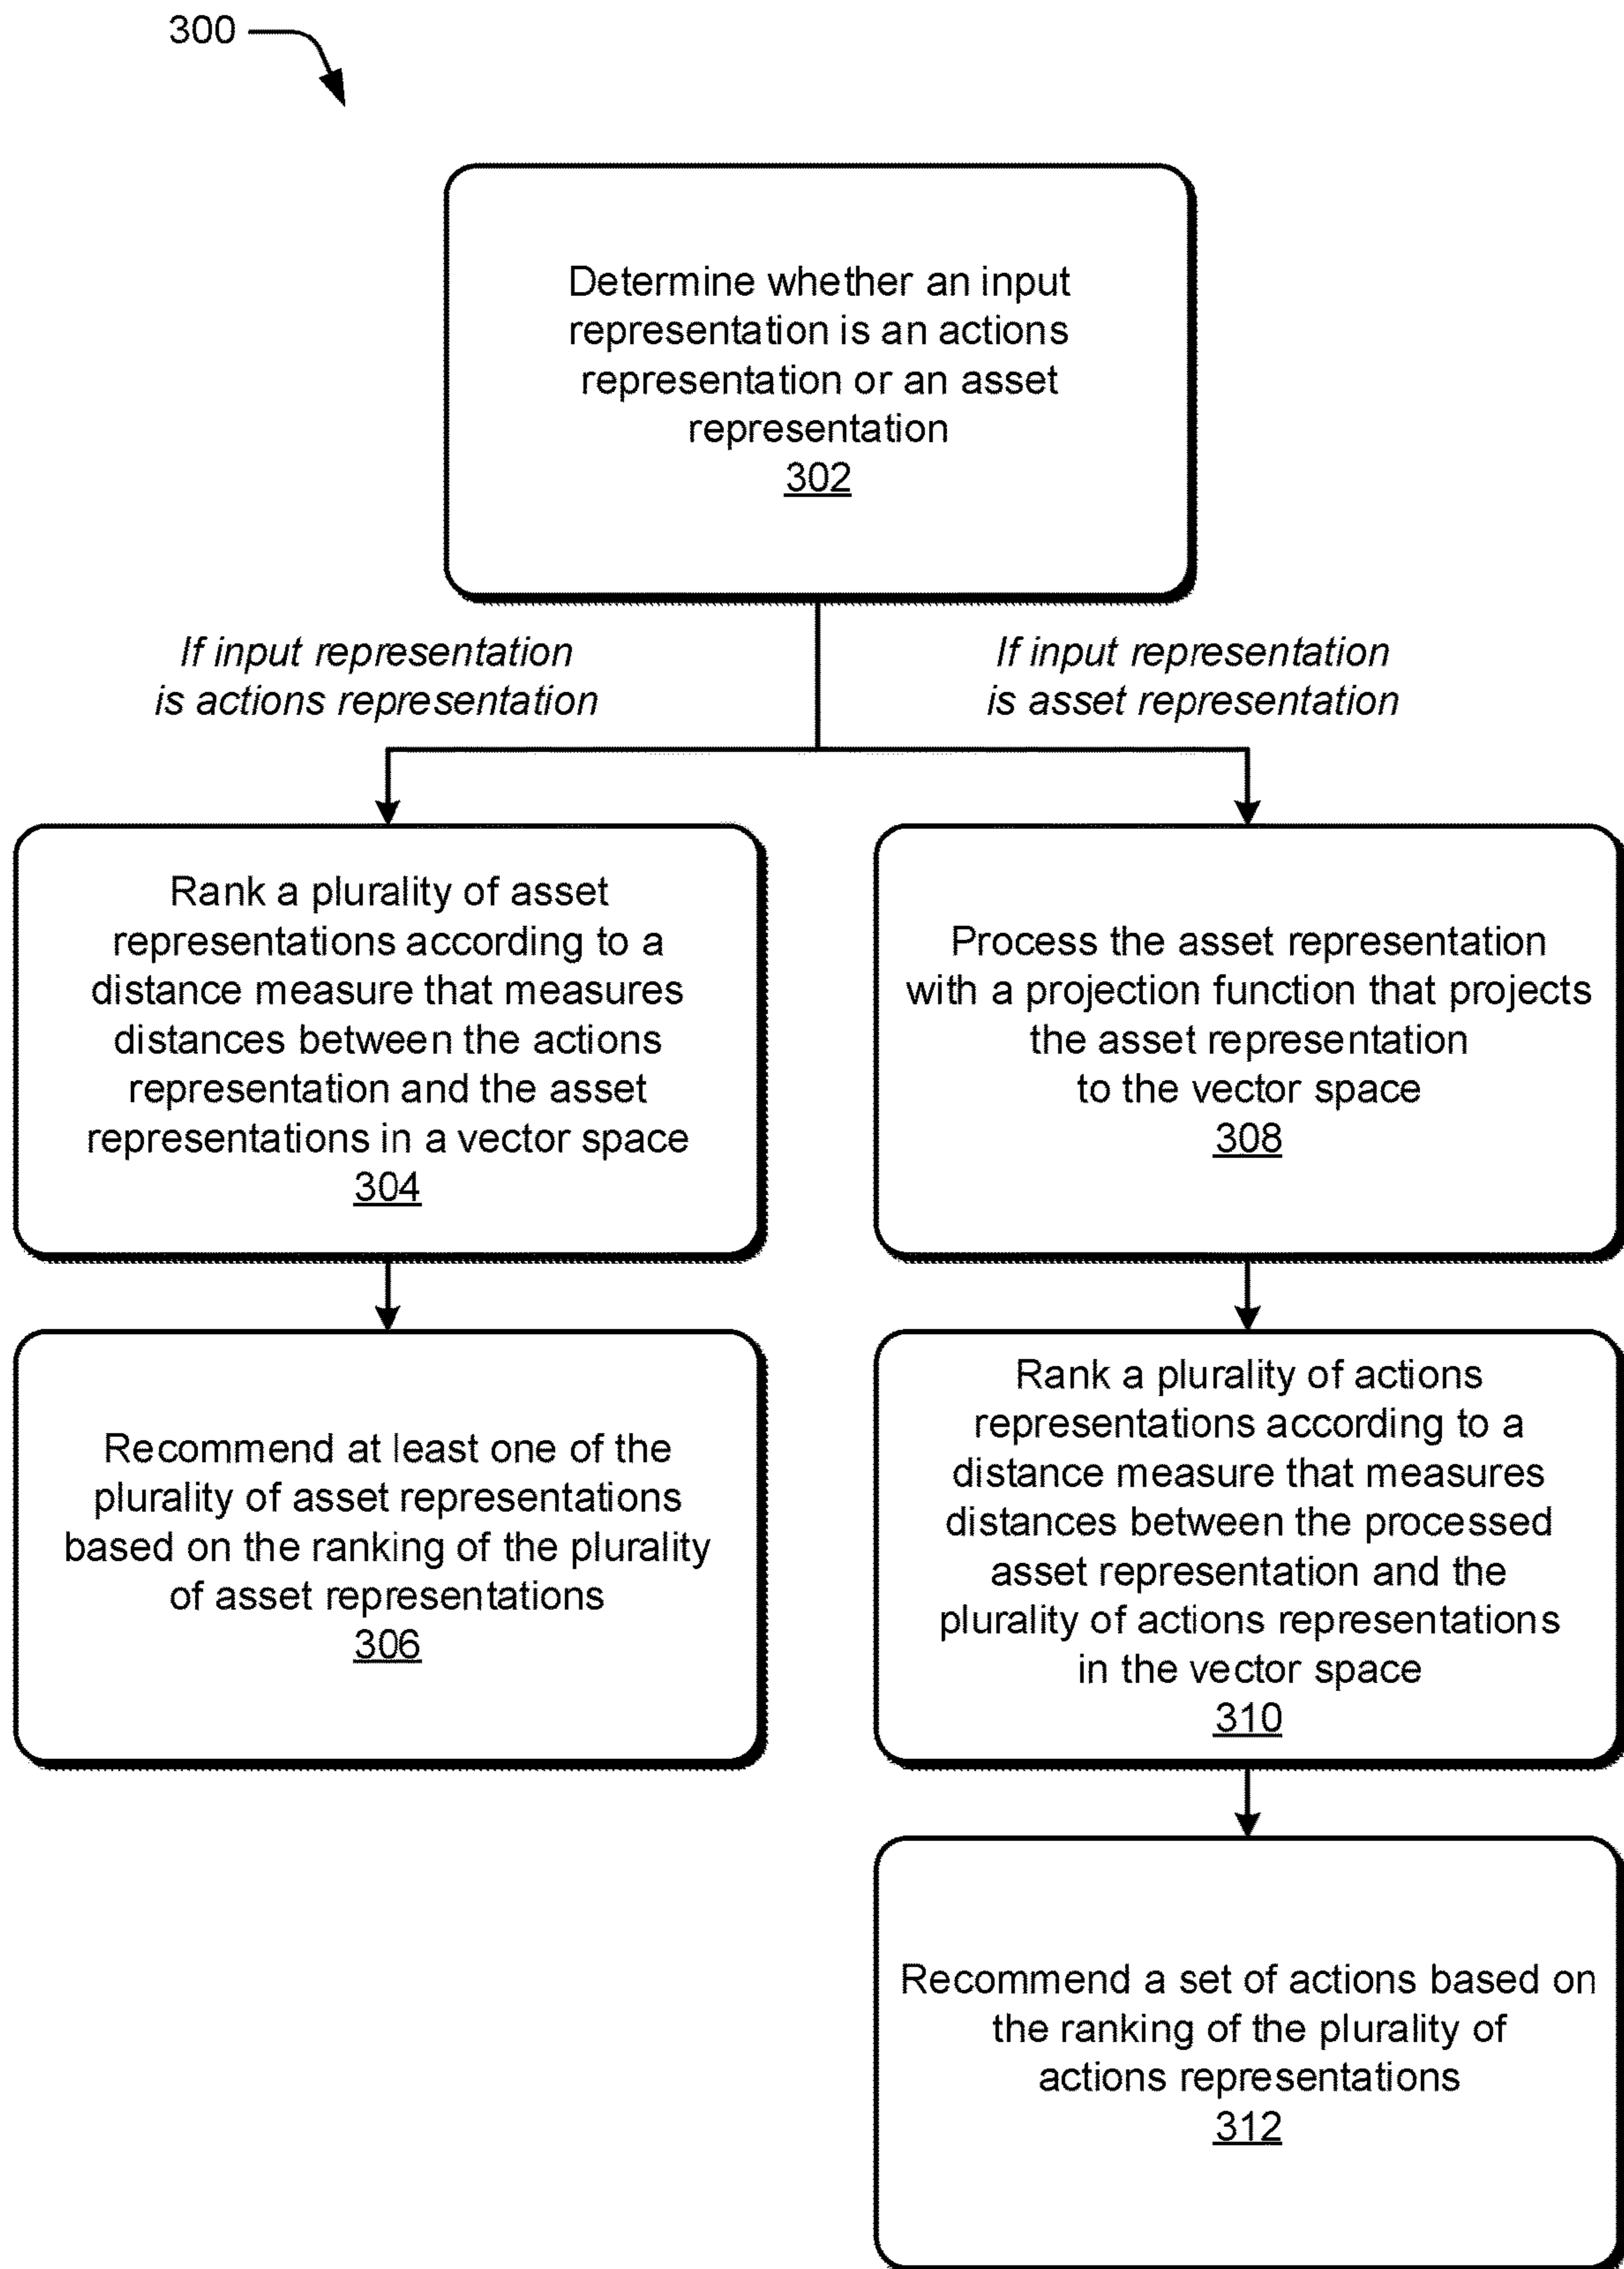 300
Determine whether an input
representation is an actions
representation or an asset
representation
302
If input representation
is actions representation
If input representation
is asset representation
Rank a plurality of asset
representations according to a
distance measure that measures
distances between the actions
representation and the asset
representations in a vector space
304
Process the asset representation
with a projection function that projects
the asset representation
to the vector space
308
Recommend at least one of the
plurality of asset representations
based on the ranking of the plurality
of asset representations
306
Rank a plurality of actions
representations according to a
distance measure that measures
distances between the processed
asset representation and the
plurality of actions representations
in the vector space
310
Recommend a set of actions based on
the ranking of the plurality of
actions representations
312